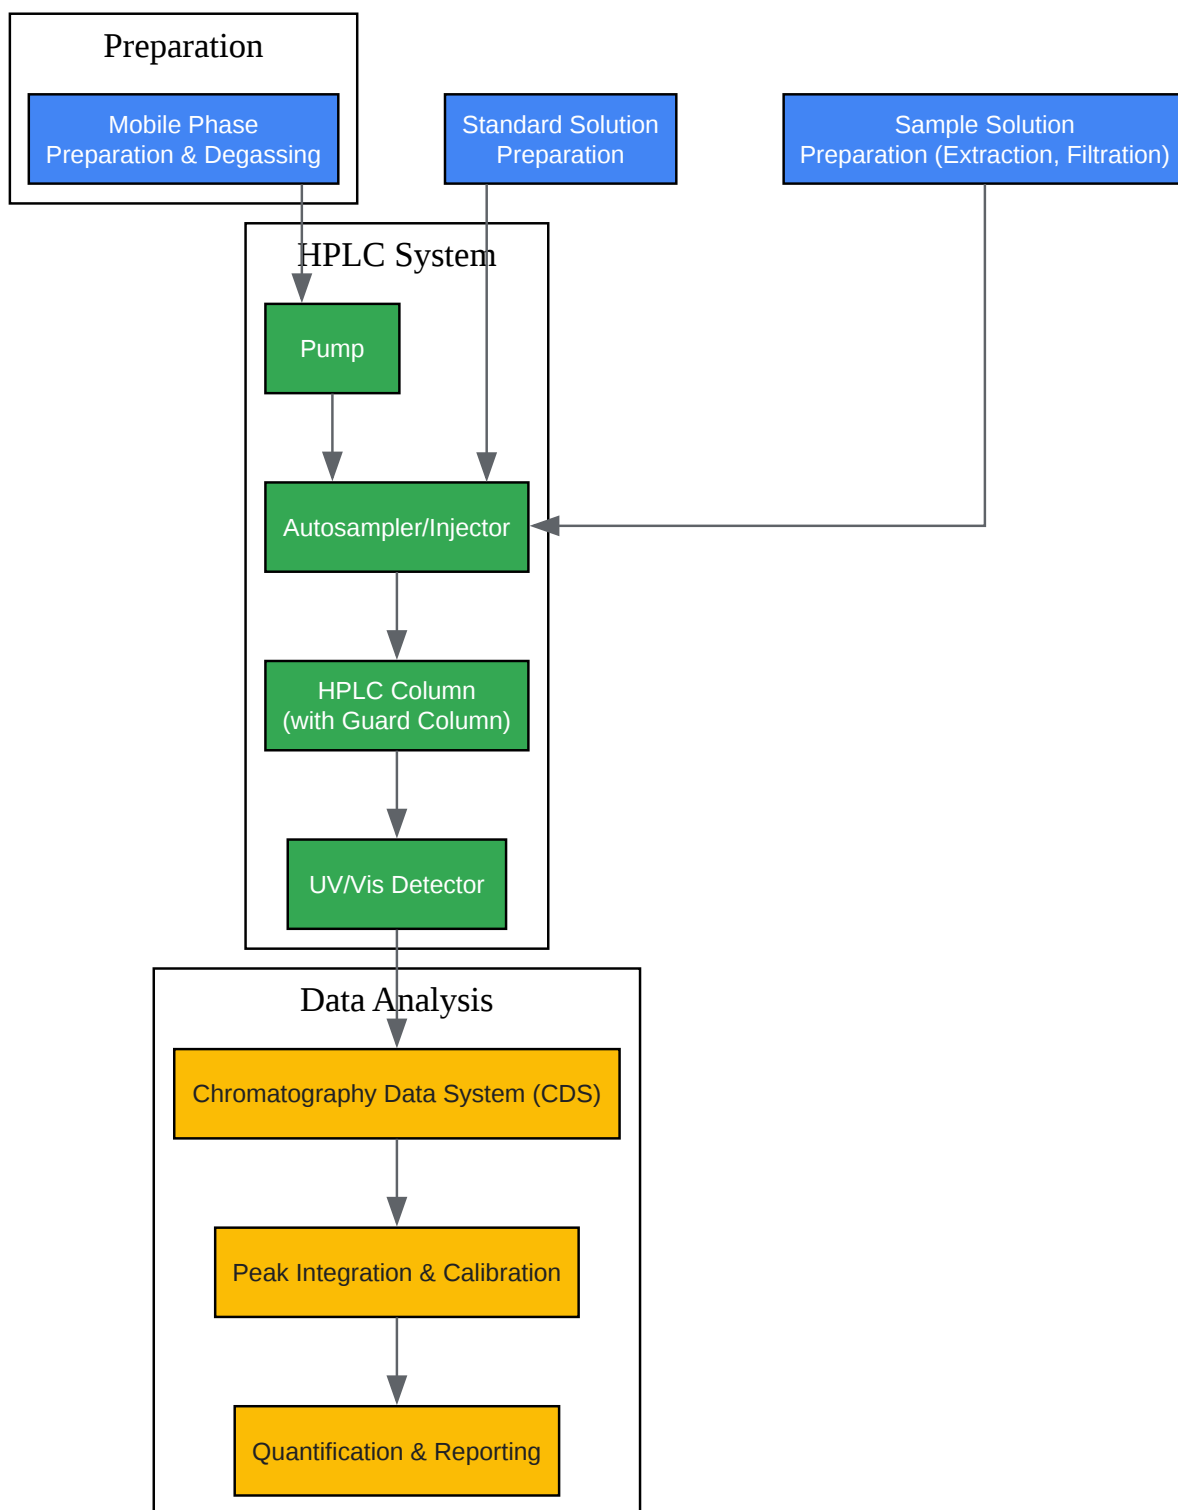 Preparation
Mobile Phase
Preparation & Degassing
Standard Solution
Preparation
Sample Solution
Preparation (Extraction, Filtration)
HPLC System
Pump
Autosampler/Injector
HPLC Column
(with Guard Column)
UV/Vis Detector
Data Analysis
Chromatography Data System (CDS)
Peak Integration & Calibration
Quantification & Reporting